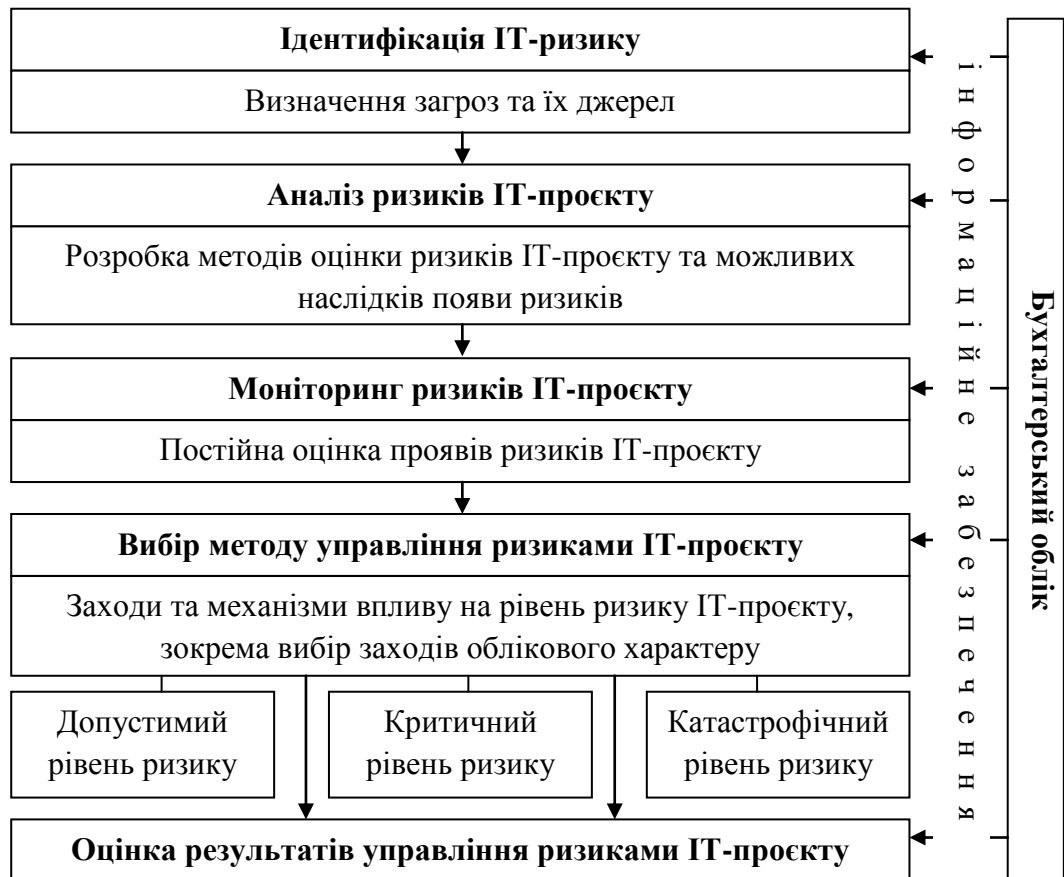 Ідентифікація ІТ-ризику
Визначення загроз та їх джерел
Аналіз ризиків ІТ-проєкту
Розробка методів оцінки ризиків ІТ-проєкту та можливих
наслідків появи ризиків
Моніторинг ризиків ІТ-проєкту
Постійна оцінка проявів ризиків ІТ-проєкту
Вибір методу управління ризиками ІТ-проєкту
Заходи та механізми впливу на рівень ризику ІТ-проєкту,
зокрема вибір заходів облікового характеру
Допустимий
рівень ризику
Критичний
рівень ризику
Катастрофічний
рівень ризику
Оцінка результатів управління ризиками ІТ-проєкту
інформаційне забезпечення
Бухгалтерський облік